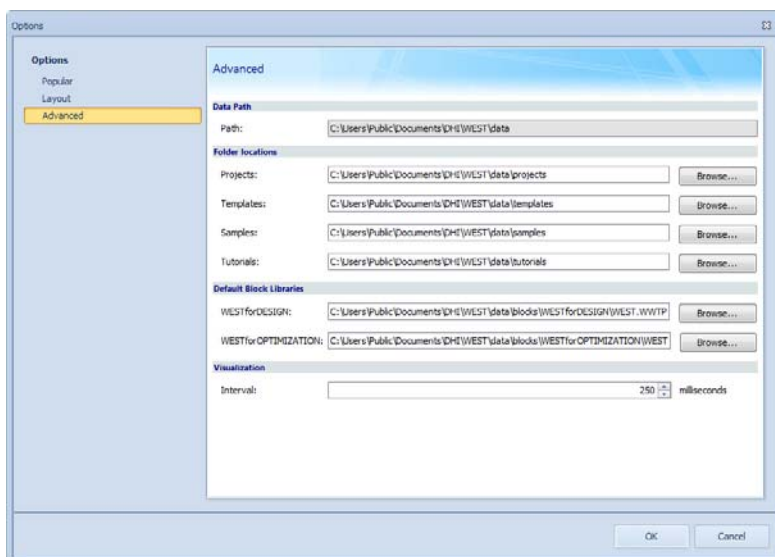 Options
Options
Popular
Layout
Advanced
Advanced
Data Path
Path: C:\Users\Public\Documents\DHI\WEST\data
Folder locations
Projects: C:\Users\Public\Documents\DHI\WEST\data\projects Browse...
Templates: C:\Users\Public\Documents\DHI\WEST\data\templates Browse...
Samples: C:\Users\Public\Documents\DHI\WEST\data\samples Browse...
Tutorials: C:\Users\Public\Documents\DHI\WEST\data\tutorials Browse...
Default Block Libraries
WESTforDESIGN: C:\Users\Public\Documents\DHI\WEST\data\blocks\WESTforDESIGN\WEST.WWTP Browse...
WESTforOPTIMIZATION: C:\Users\Public\Documents\DHI\WEST\data\blocks\WESTforOPTIMIZATION\WEST Browse...
Visualization
Interval: 250 milliseconds
OK Cancel